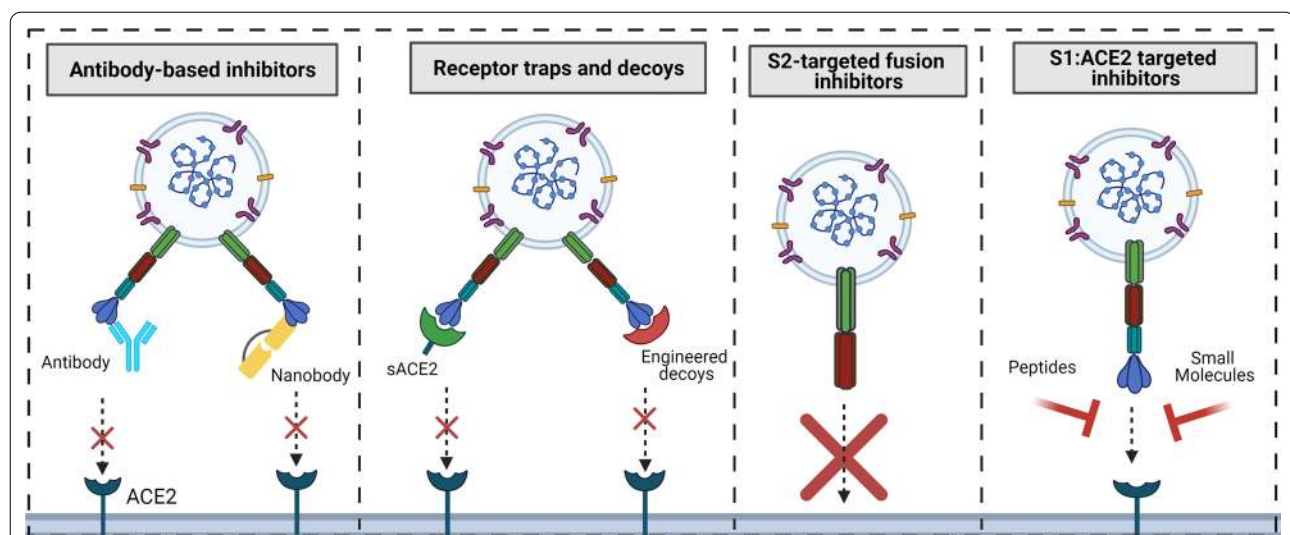 Antibody-based inhibitors
Antibody
Nanobody
ACE2
Receptor traps and decoys
sACE2
Engineered
decoys
S2-targeted fusion
inhibitors
S1:ACE2 targeted
inhibitors
Peptides
Small
Molecules